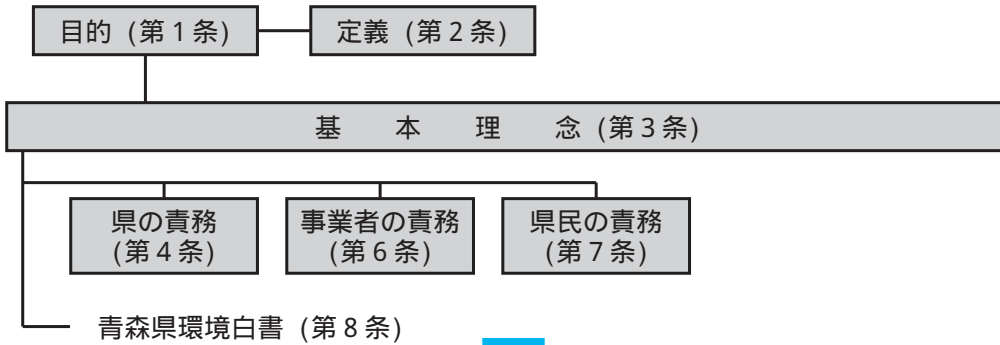 目的 (第1条)
定義 (第2条)
基本理念 (第3条)
県の責務
(第4条)
事業者の責務
(第6条)
県民の責務
(第7条)
青森県環境白書 (第8条)